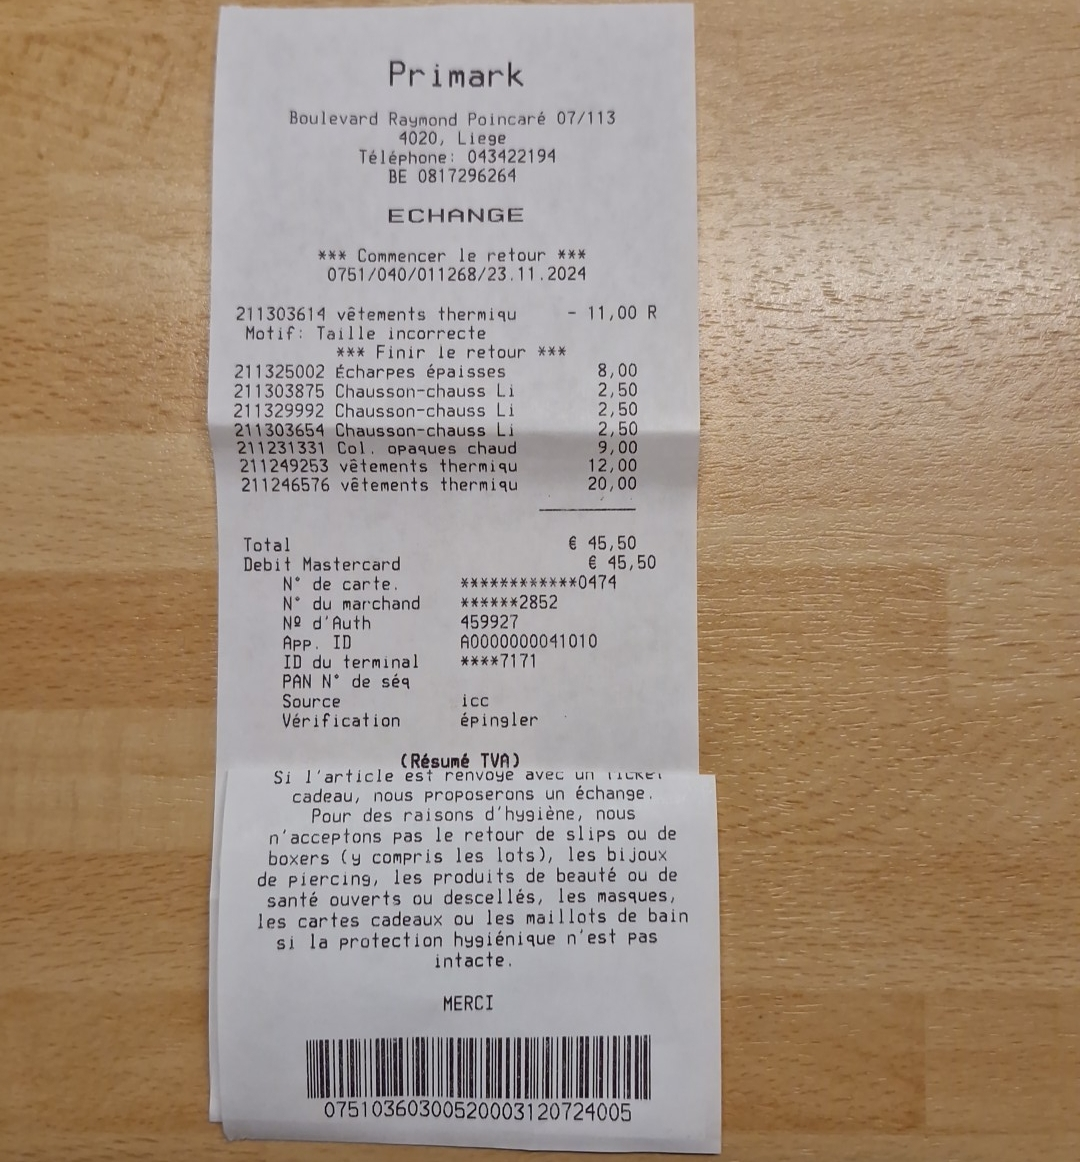 Primark
Boulevard Raymond Poincaré 07/113
4020, Liege
Téléphone: 043422194
BE 0817296264
ECHANGE
*** Commencer le retour ***
0751/040/011268/23.11.2024
211303614 vêtements thermiqu - 11,00 R
Motif: Taille incorrecte
*** Finir le retour ***
211325002 Écharpes épaisses 8,00
211303875 Chausson-chauss Li 2,50
211329992 Chausson-chauss Li 2,50
211303654 Chausson-chauss Li 2,50
211231331 Col. opaques chaud 9,00
211249253 vêtements thermiqu 12,00
211246576 vêtements thermiqu 20,00
Total € 45,50
Debit Mastercard € 45,50
N° de carte. ************0474
N° du marchand ******2852
Nº d'Auth 459927
App. ID A0000000041010
ID du terminal ****7171
PAN N° de séq
Source icc
Vérification épingler
(Résumé TVA)
Si l'article est renvoyé avec un ticket
cadeau, nous proposerons un échange.
Pour des raisons d'hygiène, nous
n'acceptons pas le retour de slips ou de
boxers (y compris les lots), les bijoux
de piercing, les produits de beauté ou de
santé ouverts ou descellés, les masques,
les cartes cadeaux ou les maillots de bain
si la protection hygiénique n'est pas
intacte.
MERCI
07510360300520003120724005